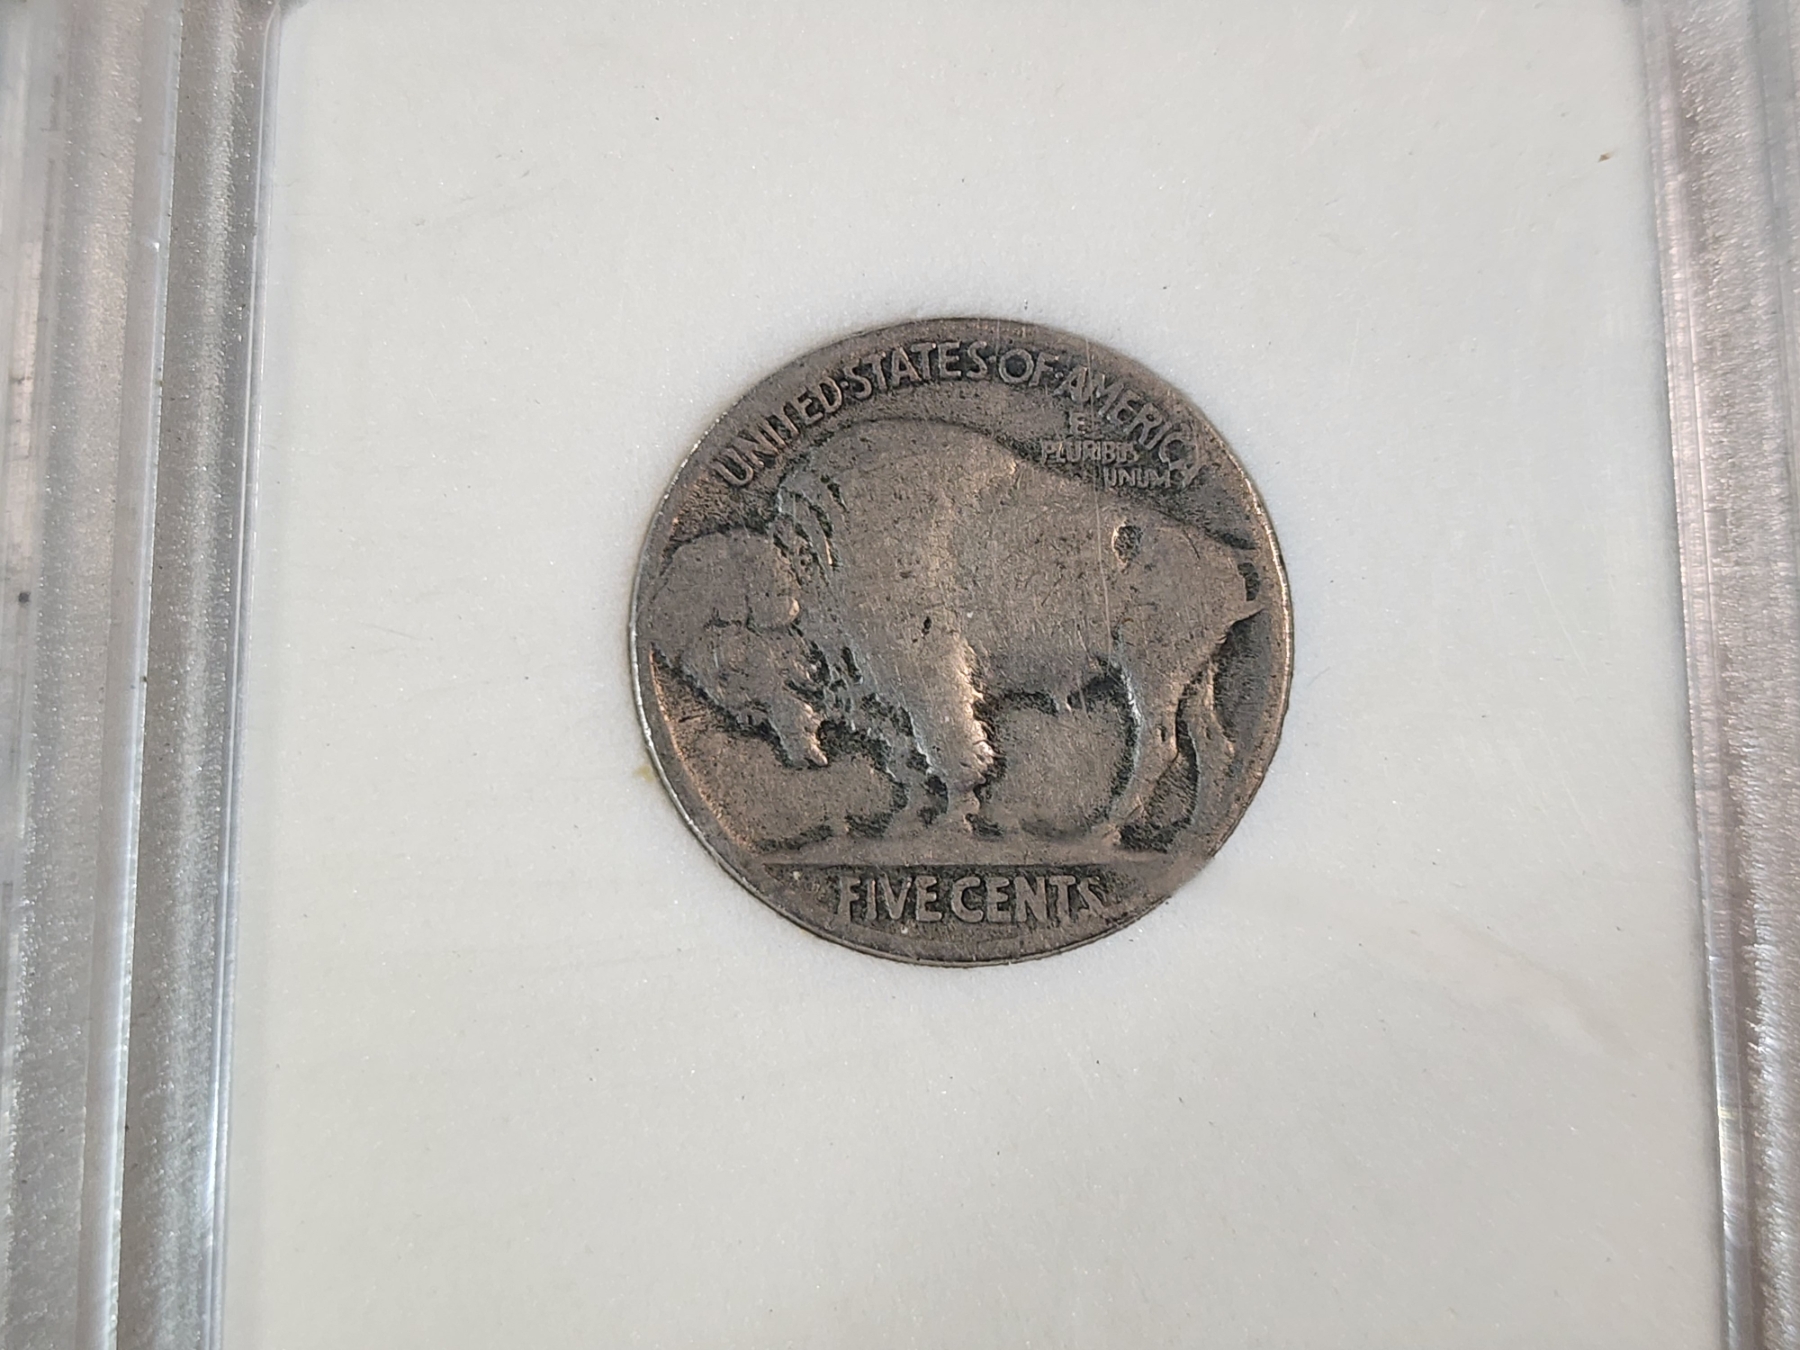 UNITED·STATES·OF·AMERICA
E
PLURIBUS
UNUM
FIVE CENTS